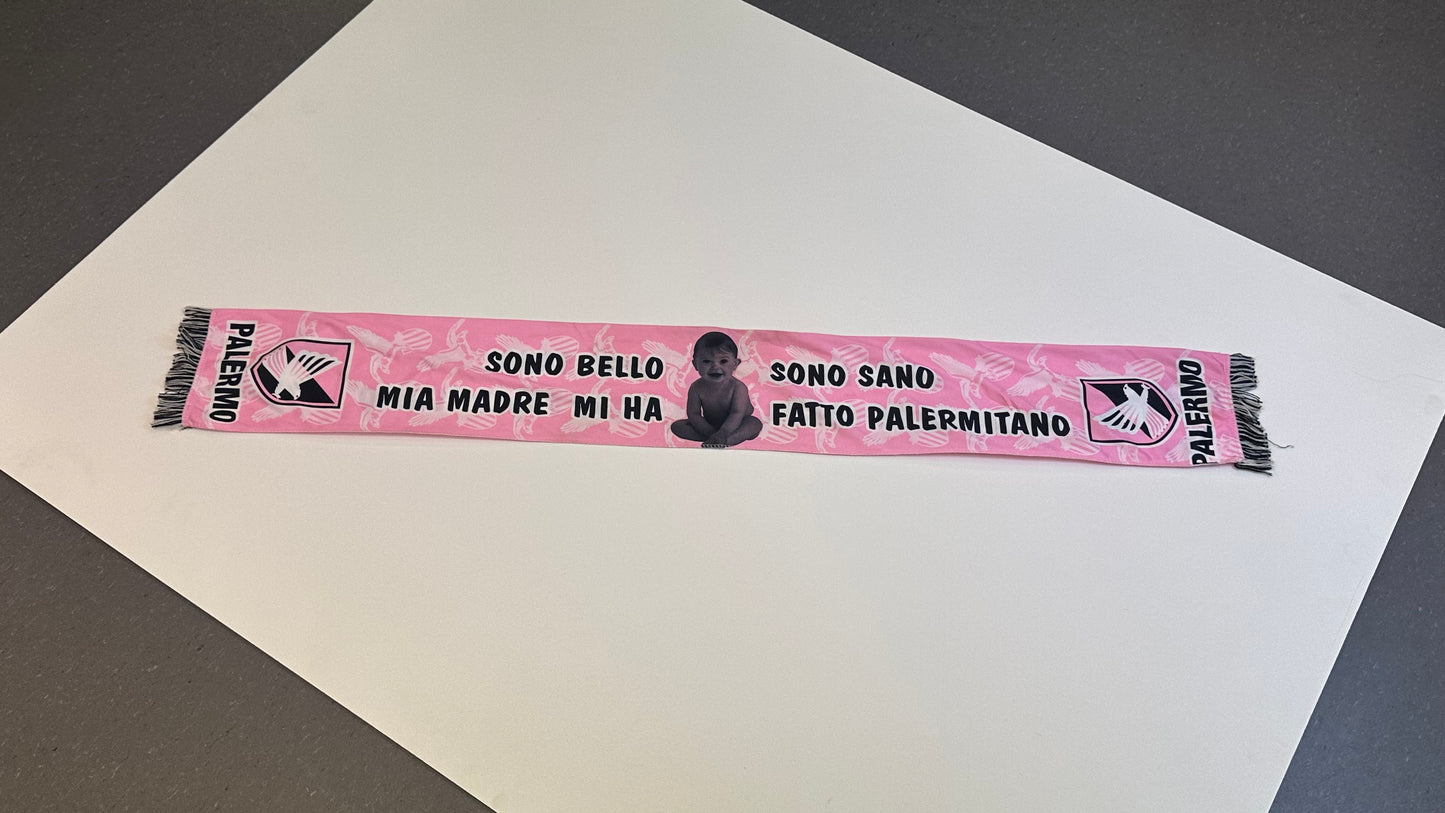 PALERMO
SONO BELLO SONO SANO
MIA MADRE MI HA FATTO PALERMITANO
PALERMO